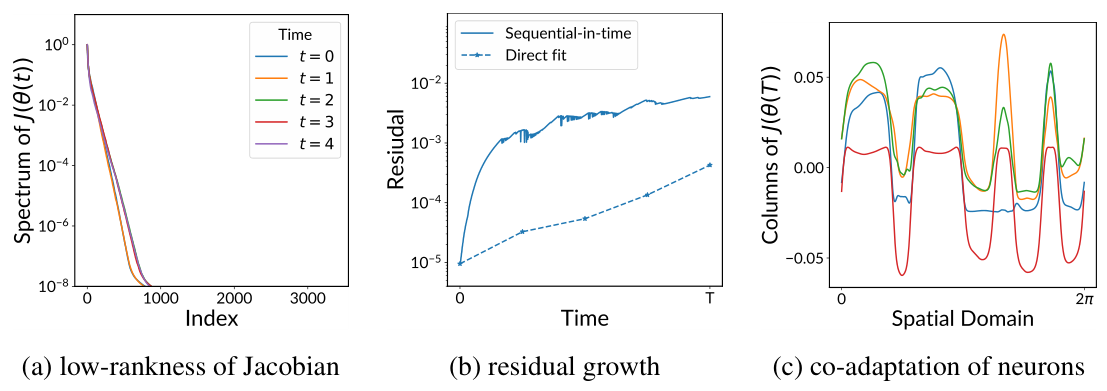 Spectrum of J(θ(t))
10⁰
10⁻²
10⁻⁴
10⁻⁶
10⁻⁸
Time
t = 0
t = 1
t = 2
t = 3
t = 4
0 1000 2000 3000
Index
(a) low-rankness of Jacobian
Resiudal
10⁻²
10⁻³
10⁻⁴
10⁻⁵
Sequential-in-time
Direct fit
0 T
Time
(b) residual growth
Columns of J(θ(T))
0.05
0.00
−0.05
0 2π
Spatial Domain
(c) co-adaptation of neurons